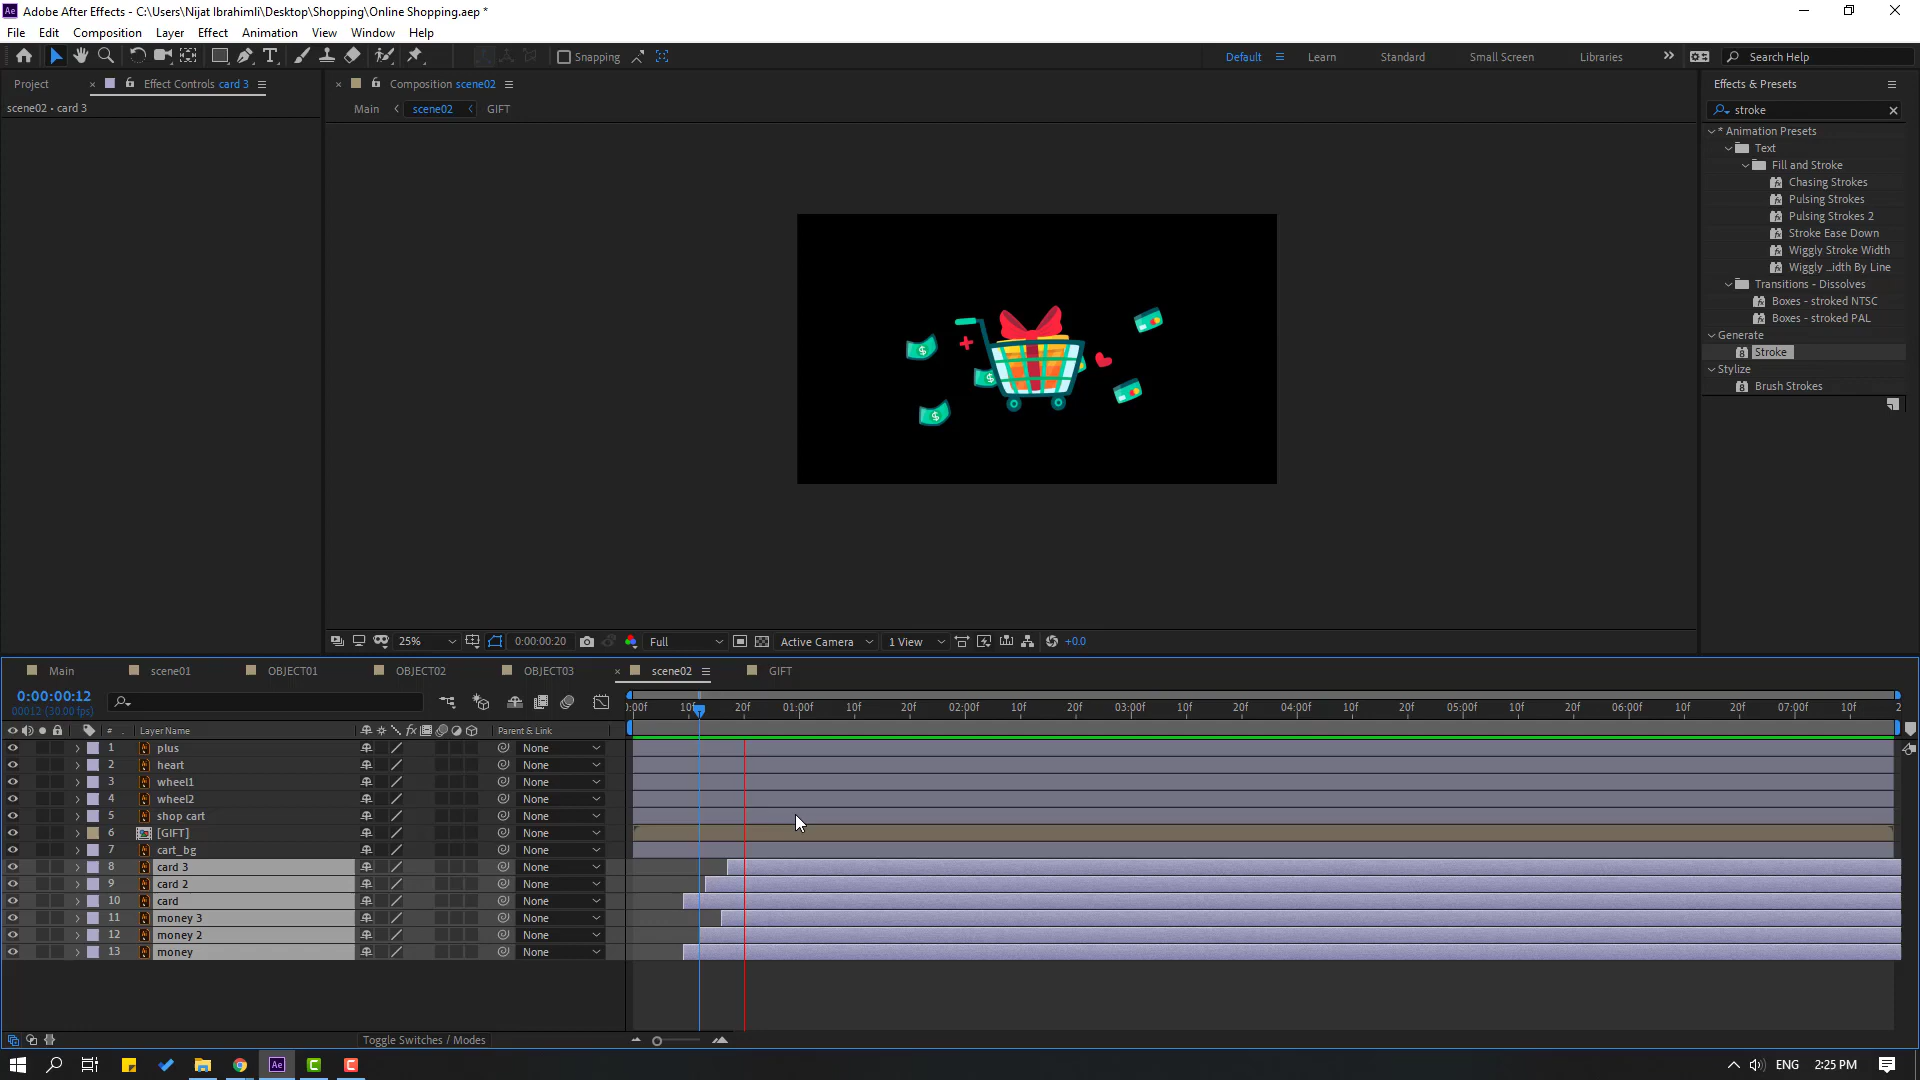 Adobe After Effects - C:\Users\Nijat Ibrahimli\Desktop\Shopping\Online Shopping.aep *
File Edit Composition Layer Effect Animation View Window Help
Snapping
Default Learn Standard Small Screen Libraries Search Help
Project
Effect Controls card 3
scene02 • card 3
Composition scene02
Main scene02 GIFT
Effects & Presets
stroke
* Animation Presets
Text
Fill and Stroke
Chasing Strokes
Pulsing Strokes
Pulsing Strokes 2
Stroke Ease Down
Wiggly Stroke Width
Wiggly ...idth By Line
Transitions - Dissolves
Boxes - stroked NTSC
Boxes - stroked PAL
Generate
Stroke
Stylize
Brush Strokes
25% 0:00:00:20 Full Active Camera 1 View +0.0
Main scene01 OBJECT01 OBJECT02 OBJECT03 scene02 GIFT
0:00:00:12
00012 (30.00 fps)
:00f 10f 20f 01:00f 10f 20f 02:00f 10f 20f 03:00f 10f 20f 04:00f 10f 20f 05:00f 10f 20f 06:00f 10f 20f 07:00f 10f 2
# Layer Name Parent & Link
1 plus None
2 heart None
3 wheel1 None
4 wheel2 None
5 shop cart None
6 [GIFT] None
7 cart_bg None
8 card 3 None
9 card 2 None
10 card None
11 money 3 None
12 money 2 None
13 money None
Toggle Switches / Modes
ENG 2:25 PM